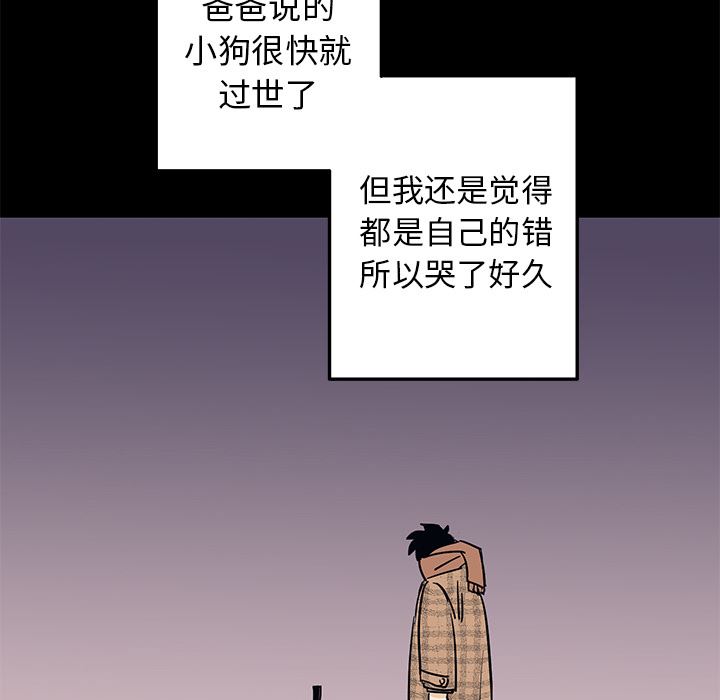 爸爸说的
小狗很快就
过世了
但我还是觉得
都是自己的错
所以哭了好久